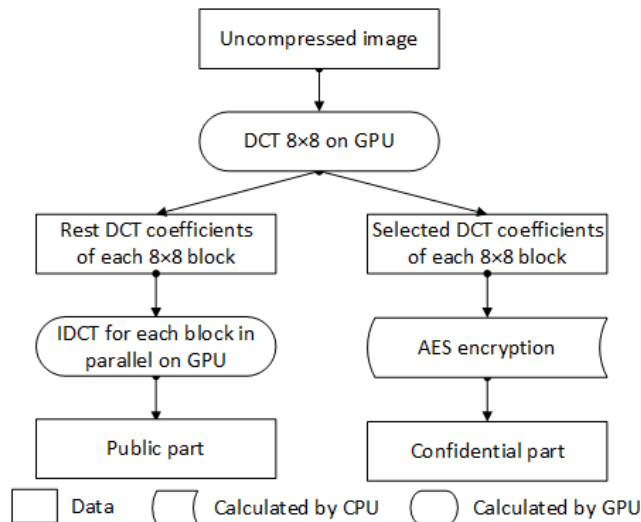 Uncompressed image
DCT 8×8 on GPU
Rest DCT coefficients
of each 8×8 block
Selected DCT coefficients
of each 8×8 block
IDCT for each block in
parallel on GPU
AES encryption
Public part
Confidential part
Data
Calculated by CPU
Calculated by GPU